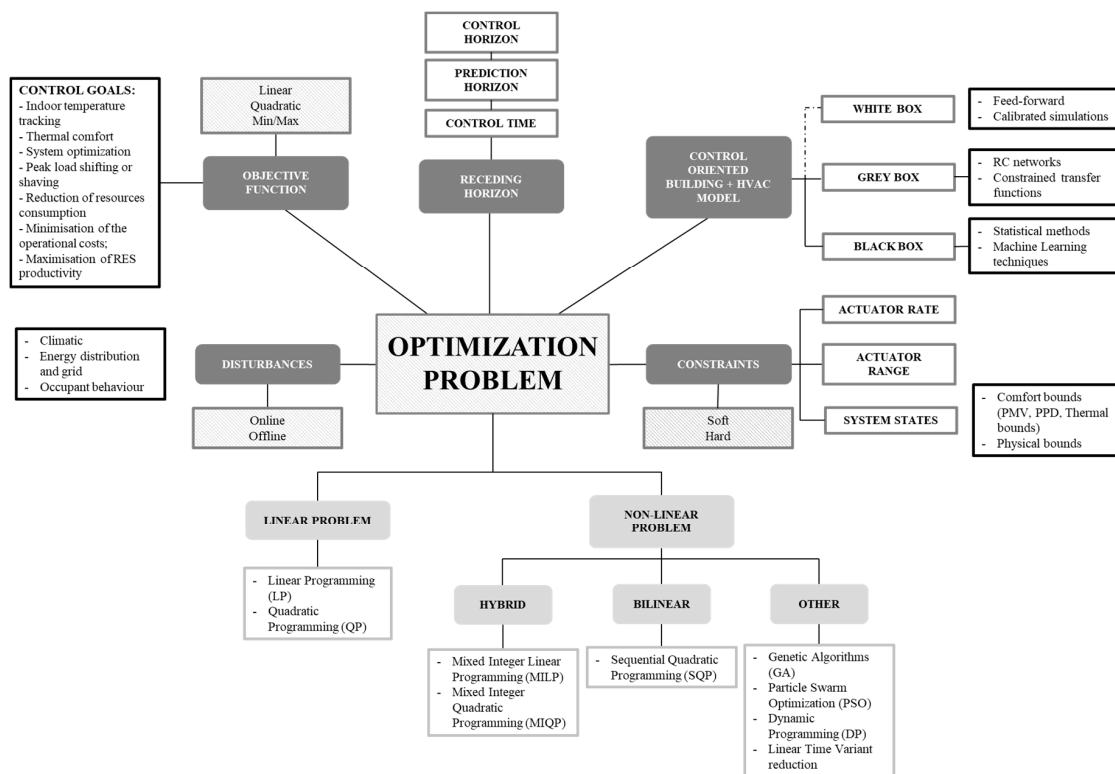 CONTROL
HORIZON
PREDICTION
HORIZON
CONTROL TIME
RECEDING
HORIZON
CONTROL GOALS:
- Indoor temperature
tracking
- Thermal comfort
- System optimization
- Peak load shifting or
shaving
- Reduction of resources
consumption
- Minimisation of the
operational costs;
- Maximisation of RES
productivity
Linear
Quadratic
Min/Max
OBJECTIVE
FUNCTION
CONTROL
ORIENTED
BUILDING + HVAC
MODEL
WHITE BOX
- Feed-forward
- Calibrated simulations
GREY BOX
- RC networks
- Constrained transfer
functions
BLACK BOX
- Statistical methods
- Machine Learning
techniques
- Climatic
- Energy distribution
and grid
- Occupant behaviour
DISTURBANCES
Online
Offline
OPTIMIZATION
PROBLEM
CONSTRAINTS
Soft
Hard
ACTUATOR RATE
ACTUATOR
RANGE
SYSTEM STATES
- Comfort bounds
(PMV, PPD, Thermal
bounds)
- Physical bounds
LINEAR PROBLEM
- Linear Programming
(LP)
- Quadratic
Programming (QP)
NON-LINEAR
PROBLEM
HYBRID
- Mixed Integer Linear
Programming (MILP)
- Mixed Integer
Quadratic
Programming (MIQP)
BILINEAR
- Sequential Quadratic
Programming (SQP)
OTHER
- Genetic Algorithms
(GA)
- Particle Swarm
Optimization (PSO)
- Dynamic
Programming (DP)
- Linear Time Variant
reduction